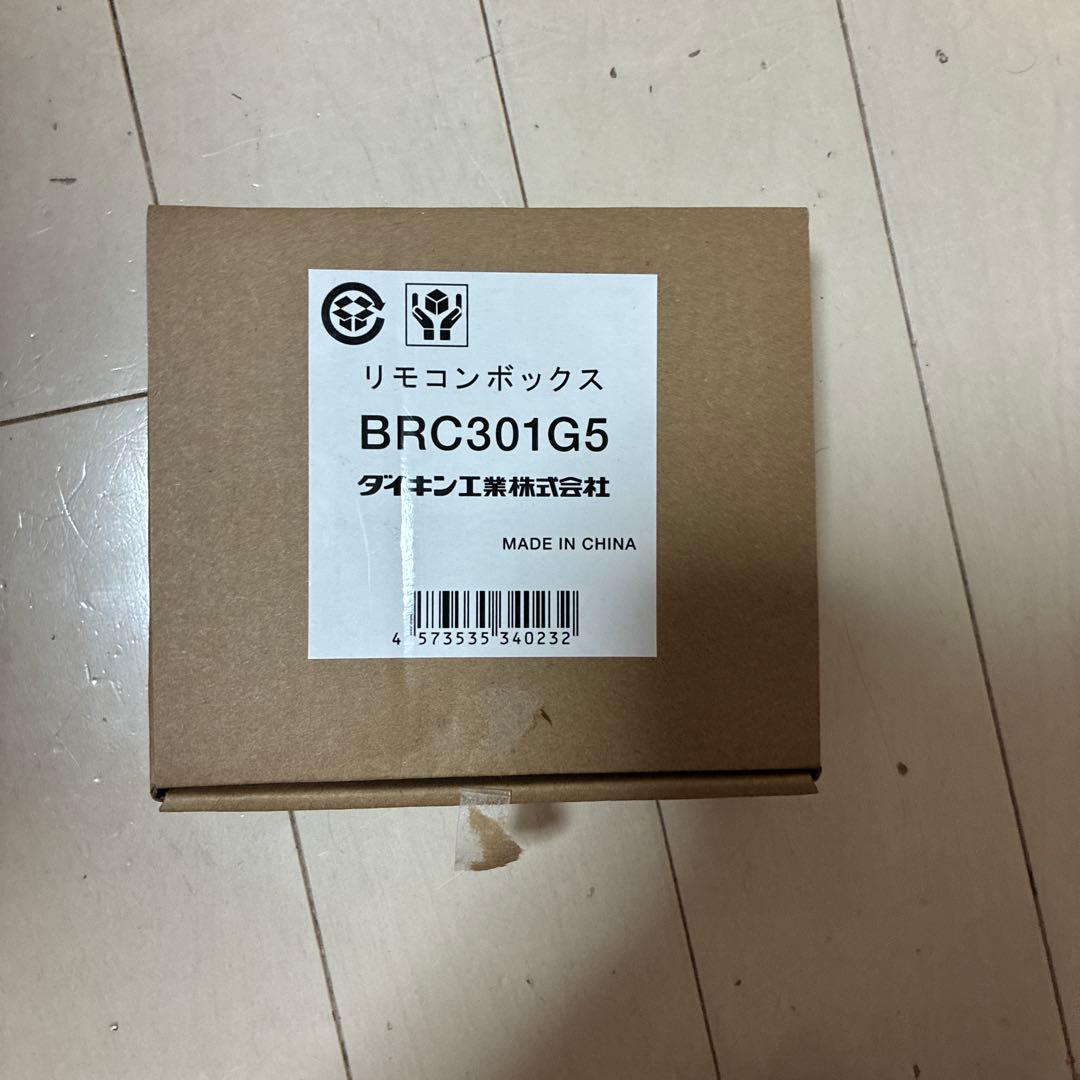 リモコンボックス
BRC301G5
ダイキン工業株式会社
MADE IN CHINA
4 573535 340232